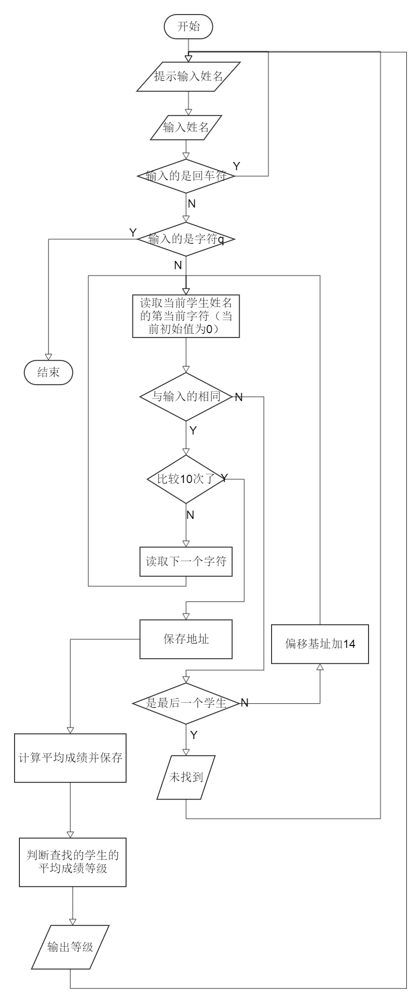 开始
提示输入姓名
输入姓名
输入的是回车符
Y
N
输入的是字符q
Y
N
读取当前学生姓名
的第当前字符（当
前初始值为0）
结束
与输入的相同
N
Y
比较10次了
Y
N
读取下一个字符
保存地址
偏移基址加14
是最后一个学生
N
Y
计算平均成绩并保存
未找到
判断查找的学生的
平均成绩等级
输出等级